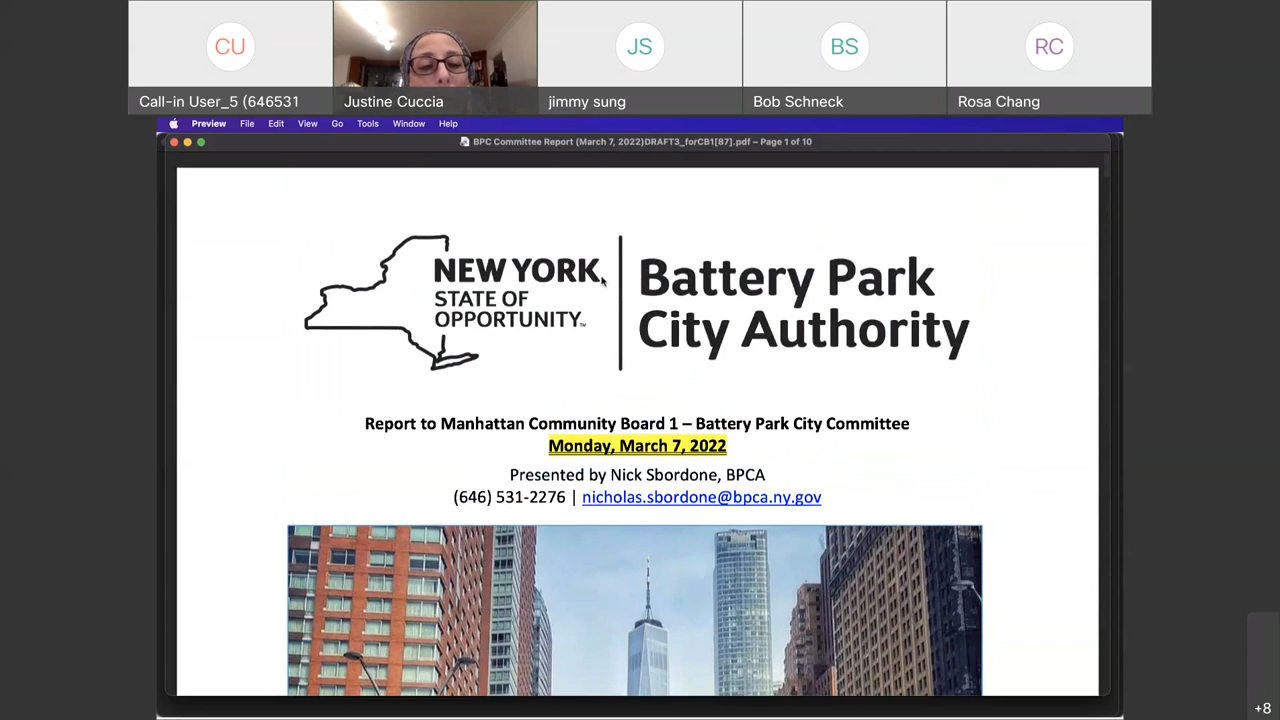 CU
JS
BS
RC
Call-in User_5 (646531
Justine Cuccia
jimmy sung
Bob Schneck
Rosa Chang
Preview File Edit View Go Tools Window Help
BPC Committee Report (March 7, 2022)DRAFT3_forCB1[87].pdf – Page 1 of 10
NEW YORK
STATE OF
OPPORTUNITY™
Battery Park
City Authority
Report to Manhattan Community Board 1 – Battery Park City Committee
Monday, March 7, 2022
Presented by Nick Sbordone, BPCA
(646) 531-2276 | nicholas.sbordone@bpca.ny.gov
+8